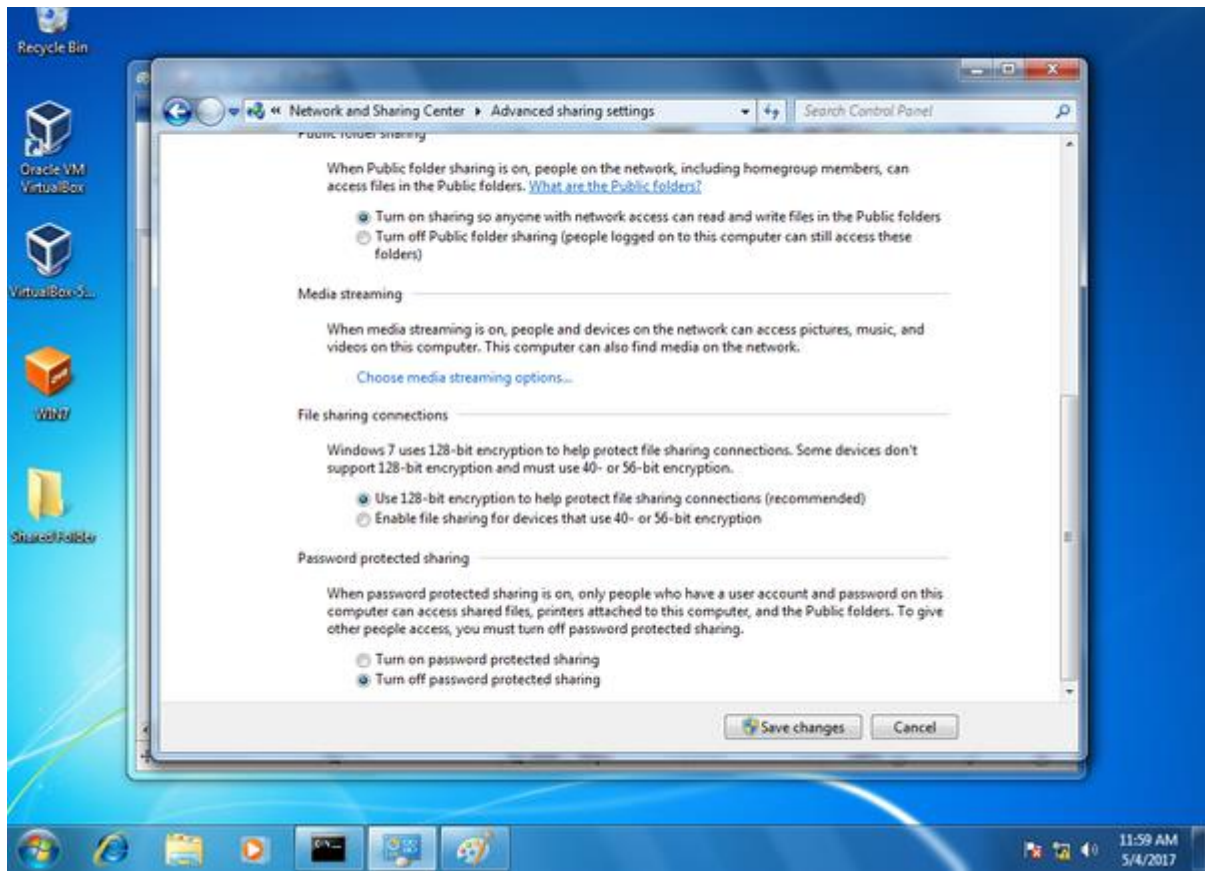 Recycle Bin
Oracle VM
VirtualBox
VirtualBox-5...
WIN7
Shared Folder
« Network and Sharing Center ▸ Advanced sharing settings
Search Control Panel
Public folder sharing
When Public folder sharing is on, people on the network, including homegroup members, can
access files in the Public folders. What are the Public folders?
Turn on sharing so anyone with network access can read and write files in the Public folders
Turn off Public folder sharing (people logged on to this computer can still access these
folders)
Media streaming
When media streaming is on, people and devices on the network can access pictures, music, and
videos on this computer. This computer can also find media on the network.
Choose media streaming options...
File sharing connections
Windows 7 uses 128-bit encryption to help protect file sharing connections. Some devices don't
support 128-bit encryption and must use 40- or 56-bit encryption.
Use 128-bit encryption to help protect file sharing connections (recommended)
Enable file sharing for devices that use 40- or 56-bit encryption
Password protected sharing
When password protected sharing is on, only people who have a user account and password on this
computer can access shared files, printers attached to this computer, and the Public folders. To give
other people access, you must turn off password protected sharing.
Turn on password protected sharing
Turn off password protected sharing
Save changes
Cancel
11:59 AM
5/4/2017